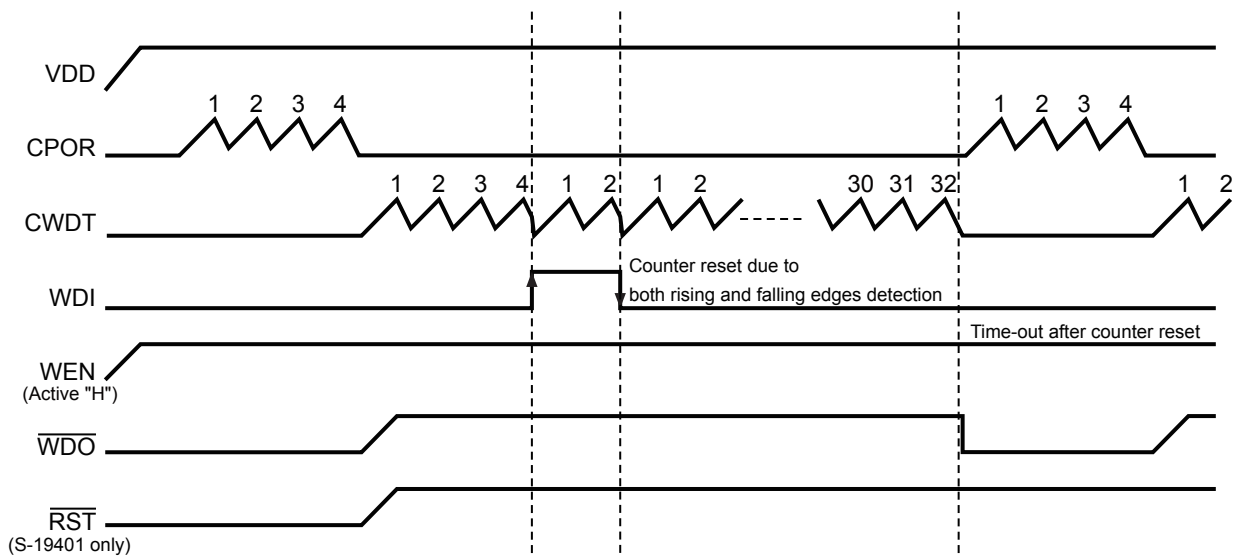 VDD
1 2 3 4 1 2 3 4
CPOR
1 2 3 4 1 2 1 2 30 31 32 1 2
CWDT
Counter reset due to
both rising and falling edges detection
WDI
Time-out after counter reset
WEN
(Active "H")
WDO
RST
(S-19401 only)